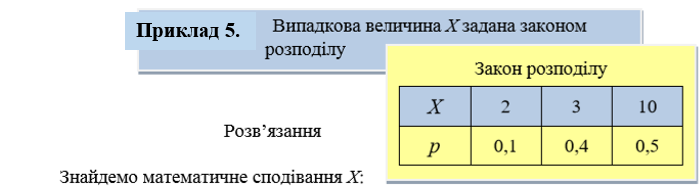 Приклад 5.
Випадкова величина X задана законом
розподілу
Закон розподілу
X 2 3 10
p 0,1 0,4 0,5
Розв’язання
Знайдемо математичне сподівання X: